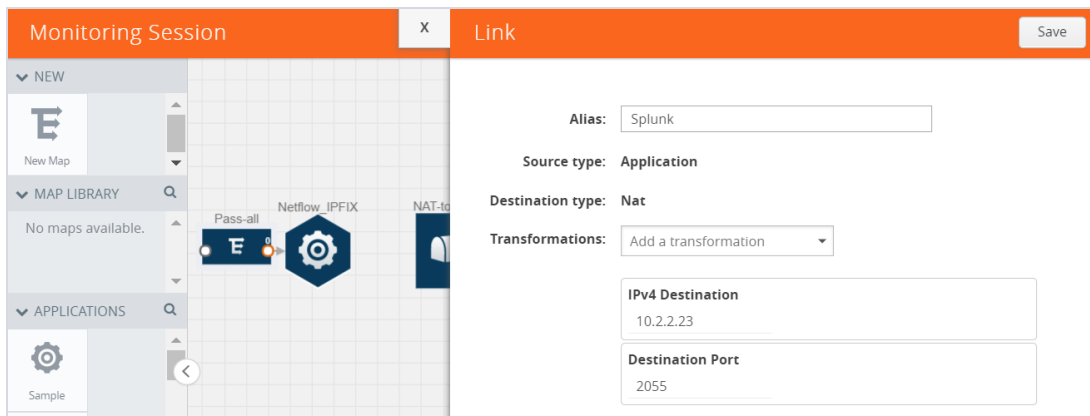 Monitoring Session
X
Link
Save
NEW
New Map
MAP LIBRARY
No maps available.
APPLICATIONS
Sample
Pass-all
0
Netflow_IPFIX
NAT-to
Alias: Splunk
Source type: Application
Destination type: Nat
Transformations: Add a transformation
IPv4 Destination
10.2.2.23
Destination Port
2055